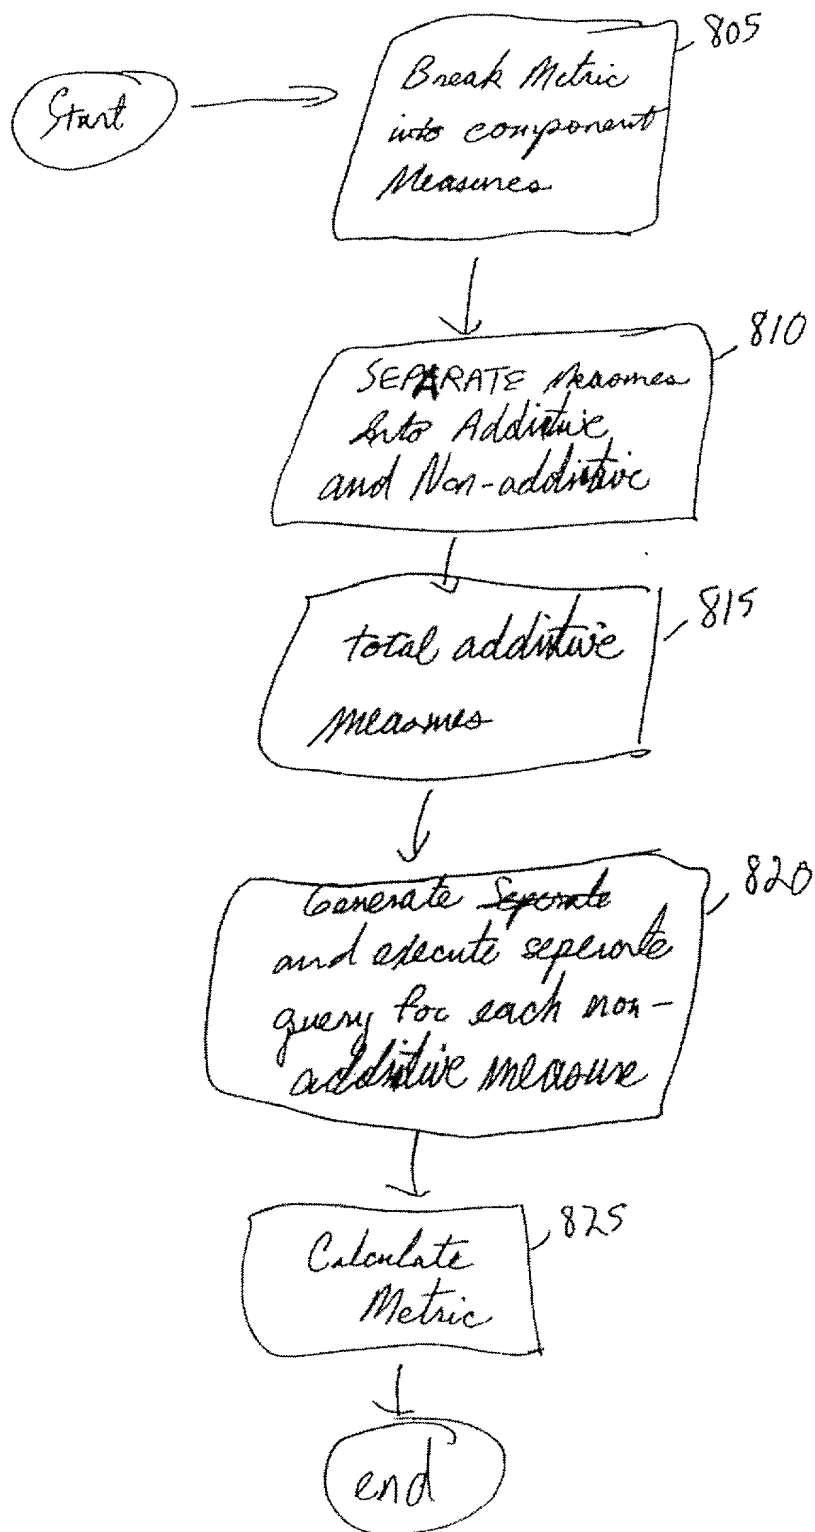 Start
805
Break Metric
into component
Measures
810
SEPARATE Measures
Into Additive
and Non-additive
815
total additive
measures
820
Generate Seperate
and execute seperate
query for each non-
additive measure
825
Calculate
Metric
end